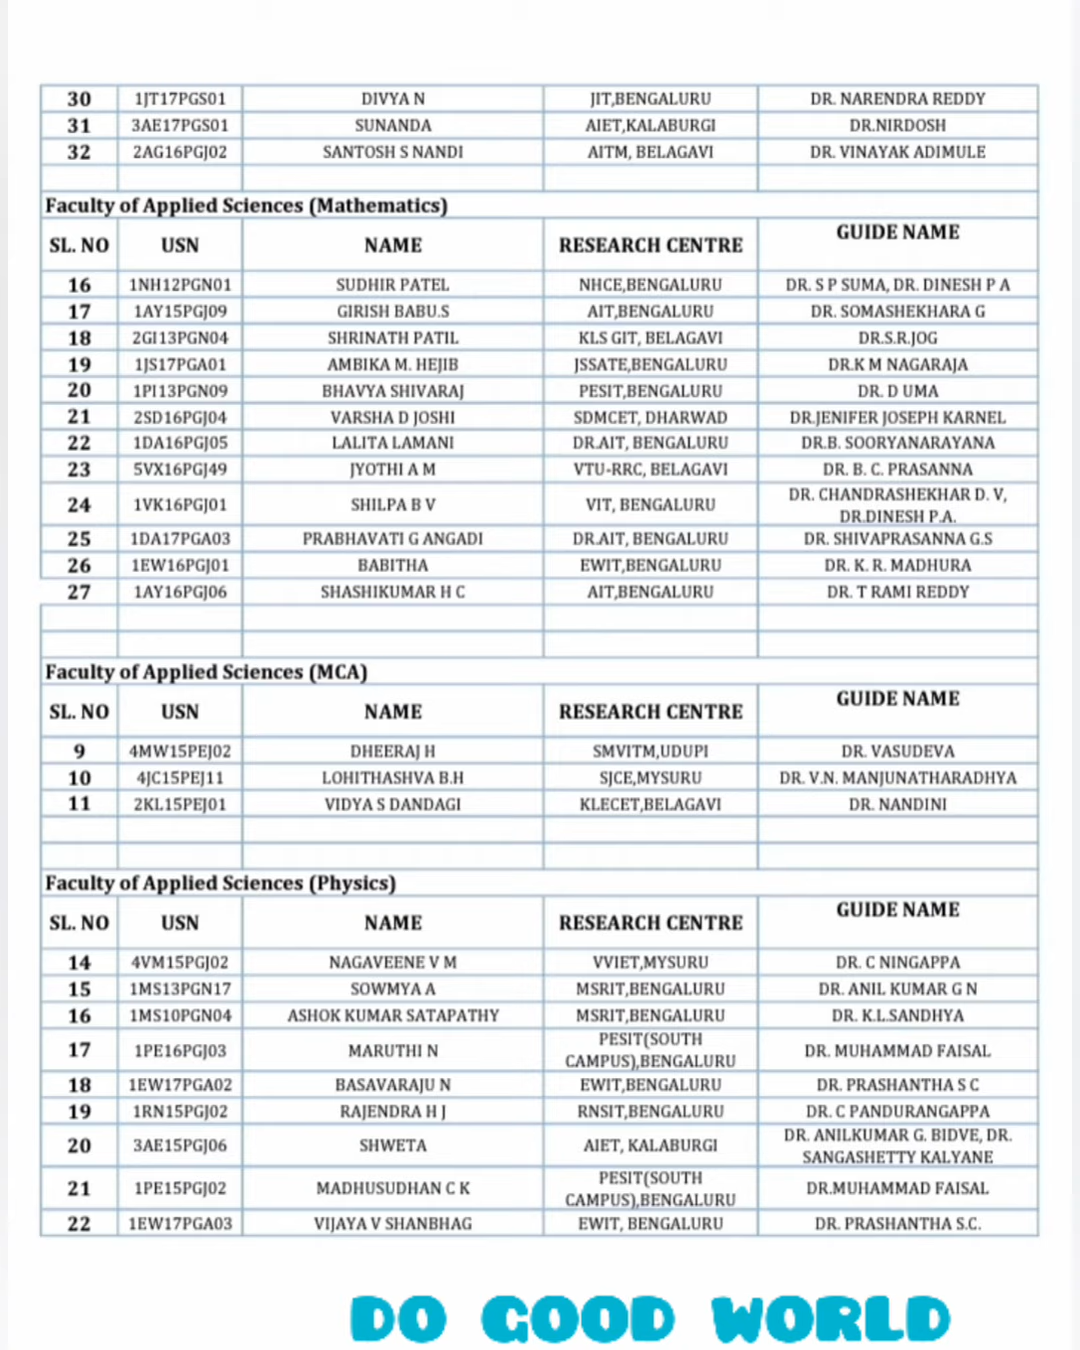 30 1JT17PGS01 DIVYA N JIT,BENGALURU DR. NARENDRA REDDY
31 3AE17PGS01 SUNANDA AIET,KALABURGI DR.NIRDOSH
32 2AG16PGJ02 SANTOSH S NANDI AITM, BELAGAVI DR. VINAYAK ADIMULE
Faculty of Applied Sciences (Mathematics)
SL. NO USN NAME RESEARCH CENTRE GUIDE NAME
16 1NH12PGN01 SUDHIR PATEL NHCE,BENGALURU DR. S P SUMA, DR. DINESH P A
17 1AY15PGJ09 GIRISH BABU.S AIT,BENGALURU DR. SOMASHEKHARA G
18 2GI13PGN04 SHRINATH PATIL KLS GIT, BELAGAVI DR.S.R.JOG
19 1JS17PGA01 AMBIKA M. HEJIB JSSATE,BENGALURU DR.K M NAGARAJA
20 1PI13PGN09 BHAVYA SHIVARAJ PESIT,BENGALURU DR. D UMA
21 2SD16PGJ04 VARSHA D JOSHI SDMCET, DHARWAD DR.JENIFER JOSEPH KARNEL
22 1DA16PGJ05 LALITA LAMANI DR.AIT, BENGALURU DR.B. SOORYANARAYANA
23 5VX16PGJ49 JYOTHI A M VTU-RRC, BELAGAVI DR. B. C. PRASANNA
24 1VK16PGJ01 SHILPA B V VIT, BENGALURU DR. CHANDRASHEKHAR D. V,
DR.DINESH P.A.
25 1DA17PGA03 PRABHAVATI G ANGADI DR.AIT, BENGALURU DR. SHIVAPRASANNA G.S
26 1EW16PGJ01 BABITHA EWIT,BENGALURU DR. K. R. MADHURA
27 1AY16PGJ06 SHASHIKUMAR H C AIT,BENGALURU DR. T RAMI REDDY
Faculty of Applied Sciences (MCA)
SL. NO USN NAME RESEARCH CENTRE GUIDE NAME
9 4MW15PEJ02 DHEERAJ H SMVITM,UDUPI DR. VASUDEVA
10 4JC15PEJ11 LOHITHASHVA B.H SJCE,MYSURU DR. V.N. MANJUNATHARADHYA
11 2KL15PEJ01 VIDYA S DANDAGI KLECET,BELAGAVI DR. NANDINI
Faculty of Applied Sciences (Physics)
SL. NO USN NAME RESEARCH CENTRE GUIDE NAME
14 4VM15PGJ02 NAGAVEENE V M VVIET,MYSURU DR. C NINGAPPA
15 1MS13PGN17 SOWMYA A MSRIT,BENGALURU DR. ANIL KUMAR G N
16 1MS10PGN04 ASHOK KUMAR SATAPATHY MSRIT,BENGALURU DR. K.L.SANDHYA
17 1PE16PGJ03 MARUTHI N PESIT(SOUTH
CAMPUS),BENGALURU DR. MUHAMMAD FAISAL
18 1EW17PGA02 BASAVARAJU N EWIT,BENGALURU DR. PRASHANTHA S C
19 1RN15PGJ02 RAJENDRA H J RNSIT,BENGALURU DR. C PANDURANGAPPA
20 3AE15PGJ06 SHWETA AIET, KALABURGI DR. ANILKUMAR G. BIDVE, DR.
SANGASHETTY KALYANE
21 1PE15PGJ02 MADHUSUDHAN C K PESIT(SOUTH
CAMPUS),BENGALURU DR.MUHAMMAD FAISAL
22 1EW17PGA03 VIJAYA V SHANBHAG EWIT, BENGALURU DR. PRASHANTHA S.C.
DO GOOD WORLD